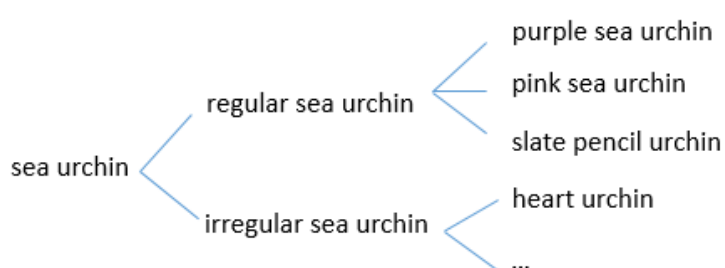 purple sea urchin
pink sea urchin
regular sea urchin
slate pencil urchin
sea urchin
heart urchin
irregular sea urchin
...